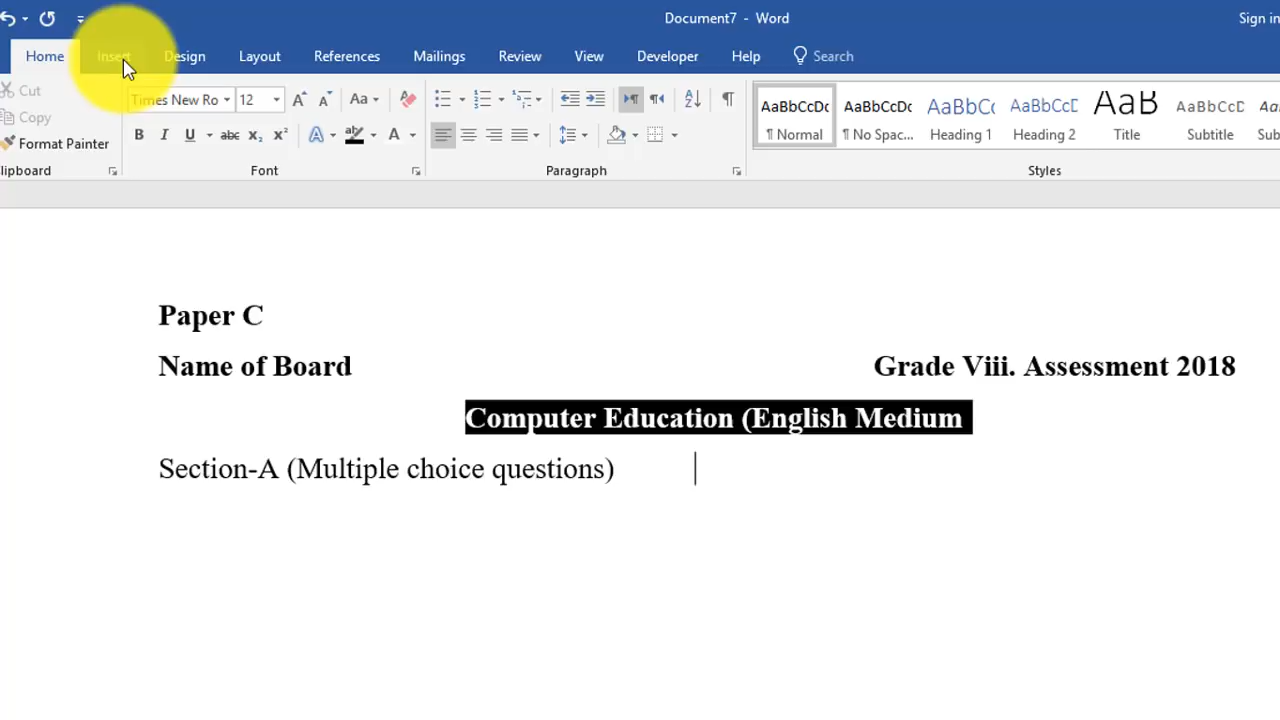 Document7 - Word
Sign in
Home Insert Design Layout References Mailings Review View Developer Help Search
Cut
Copy
Format Painter
lipboard
Times New Ro 12 Aa
B I U abc x₂ x² A A
Font
Paragraph
AaBbCcDc AaBbCcDc AaBbCc AaBbCcD AaB AaBbCcD
¶ Normal ¶ No Spac... Heading 1 Heading 2 Title Subtitle Sub
Styles
Paper C
Name of Board Grade Viii. Assessment 2018
Computer Education (English Medium
Section-A (Multiple choice questions)